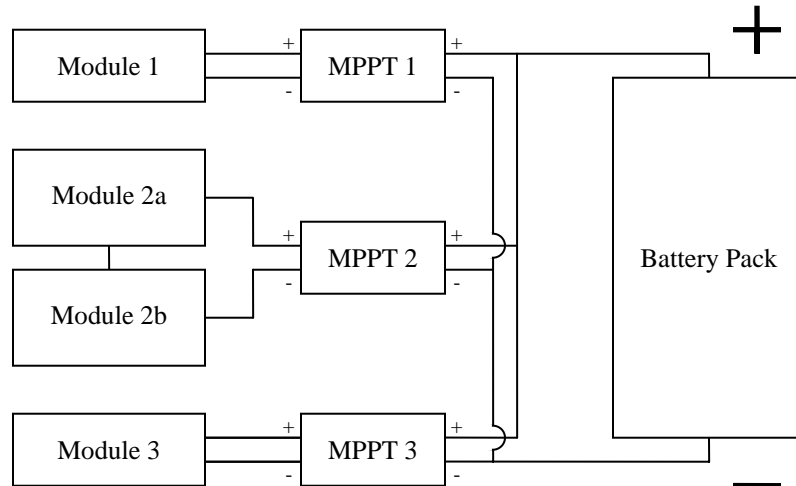 +
Module 1
+
MPPT 1
+
-
-
Module 2a
+
MPPT 2
+
-
-
Battery Pack
Module 2b
Module 3
+
MPPT 3
+
-
-
-